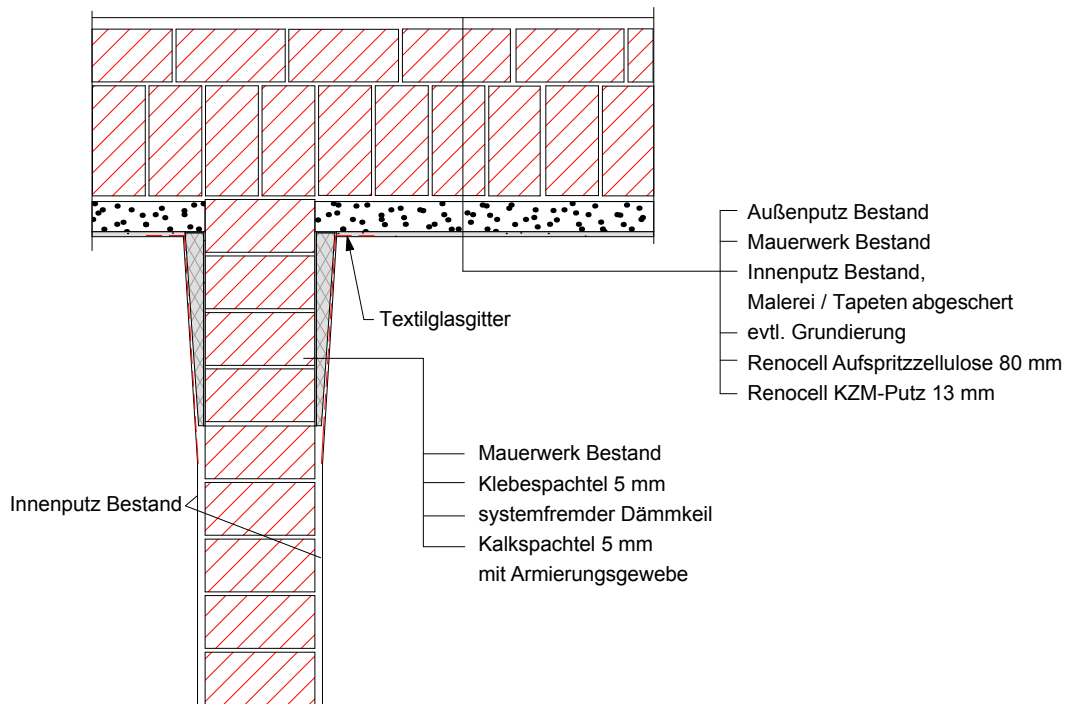 Außenputz Bestand
Mauerwerk Bestand
Innenputz Bestand,
Malerei / Tapeten abgeschert
evtl. Grundierung
Renocell Aufspritzzellulose 80 mm
Renocell KZM-Putz 13 mm
Textilglasgitter
Mauerwerk Bestand
Klebespachtel 5 mm
systemfremder Dämmkeil
Kalkspachtel 5 mm
mit Armierungsgewebe
Innenputz Bestand